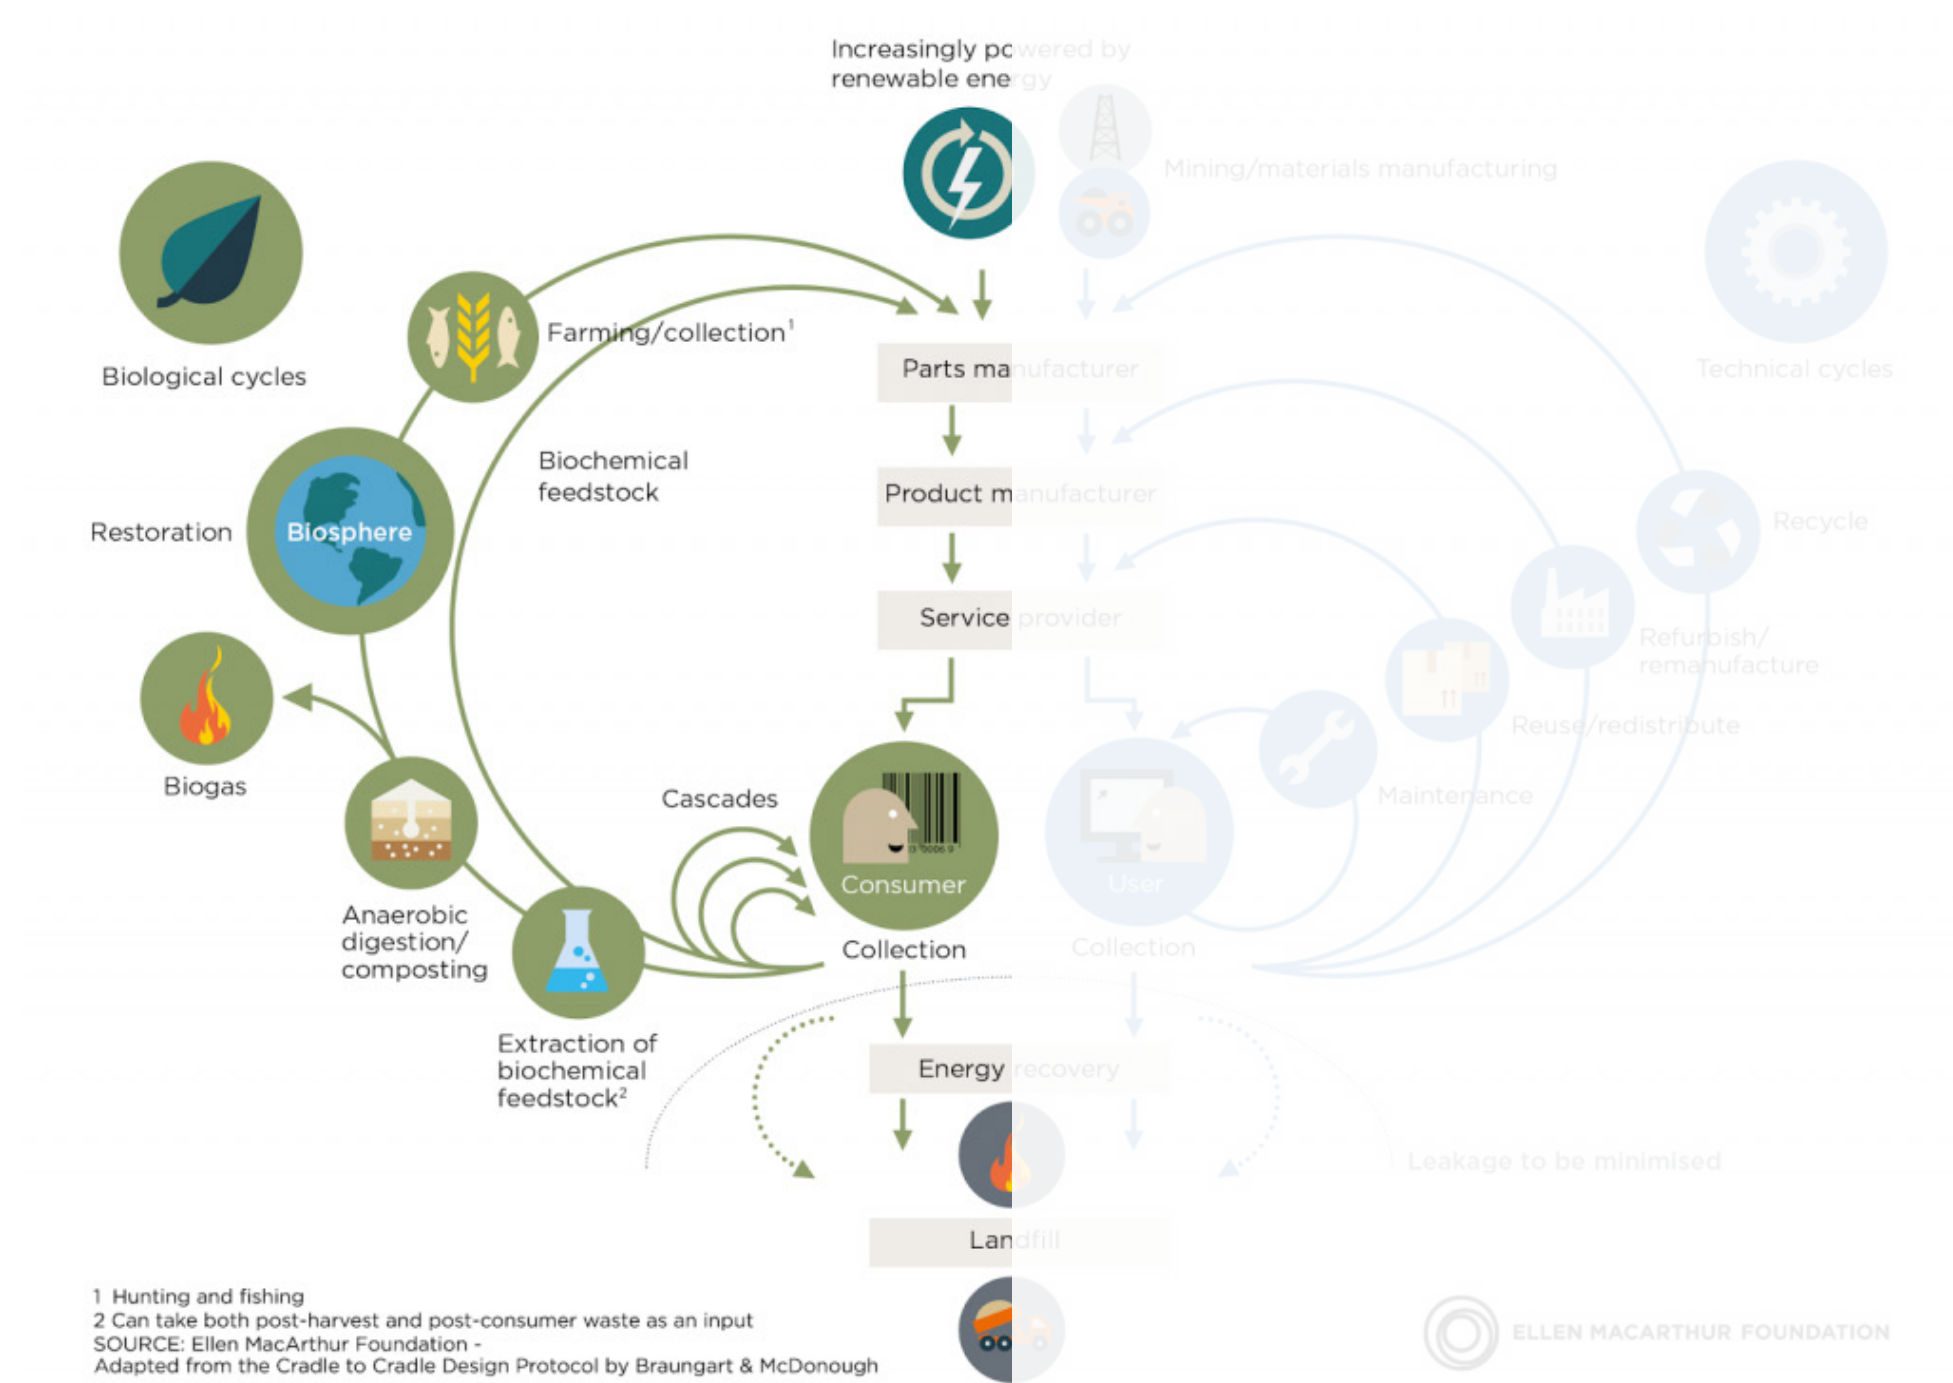 Increasingly powered by
renewable energy
Mining/materials manufacturing
Biological cycles
Farming/collection¹
Parts manufacturer
Technical cycles
Biochemical
feedstock
Product manufacturer
Recycle
Restoration
Biosphere
Service provider
Refurbish/
remanufacture
Reuse/redistribute
Biogas
Cascades
Maintenance
Consumer
User
Anaerobic
digestion/
composting
Collection
Collection
Extraction of
biochemical
feedstock²
Energy recovery
Leakage to be minimised
Landfill
1 Hunting and fishing
2 Can take both post-harvest and post-consumer waste as an input
SOURCE: Ellen MacArthur Foundation -
Adapted from the Cradle to Cradle Design Protocol by Braungart & McDonough
ELLEN MACARTHUR FOUNDATION